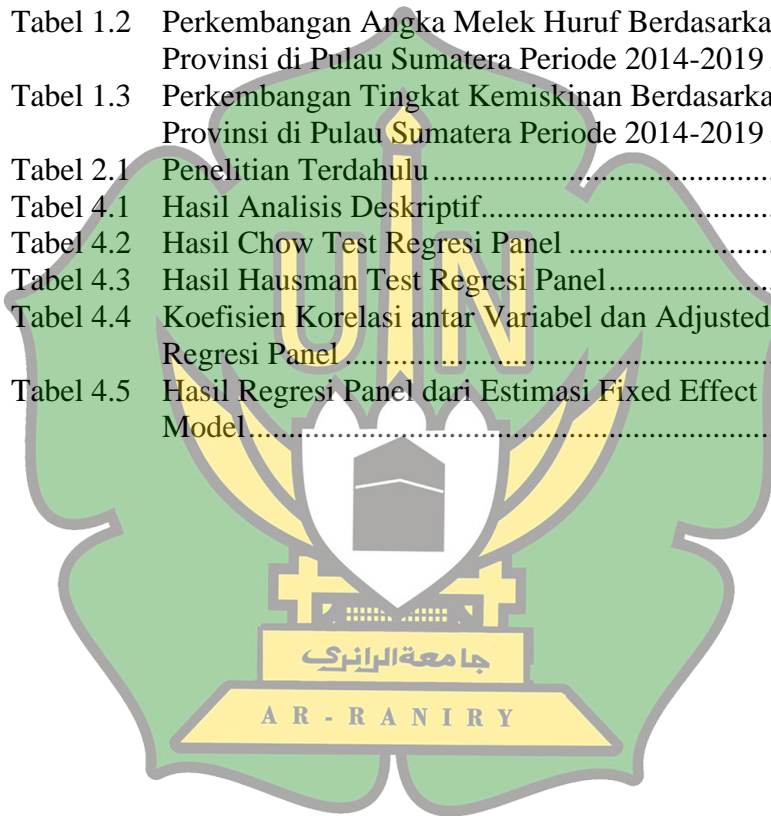 Tabel 1.2 Perkembangan Angka Melek Huruf Berdasarka
Provinsi di Pulau Sumatera Periode 2014-2019 .
Tabel 1.3 Perkembangan Tingkat Kemiskinan Berdasarka
Provinsi di Pulau Sumatera Periode 2014-2019 .
Tabel 2.1 Penelitian Terdahulu ........................................
Tabel 4.1 Hasil Analisis Deskriptif...................................
Tabel 4.2 Hasil Chow Test Regresi Panel ........................
Tabel 4.3 Hasil Hausman Test Regresi Panel...................
Tabel 4.4 Koefisien Korelasi antar Variabel dan Adjusted
Regresi Panel ....................................................
Tabel 4.5 Hasil Regresi Panel dari Estimasi Fixed Effect
Model................................................................
UIN
جامعةالرانري
AR-RANIRY